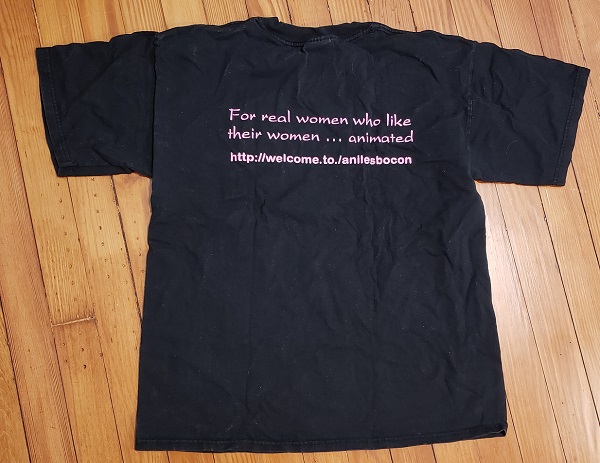 For real women who like
their women ... animated
http://welcome.to./anilesbocon